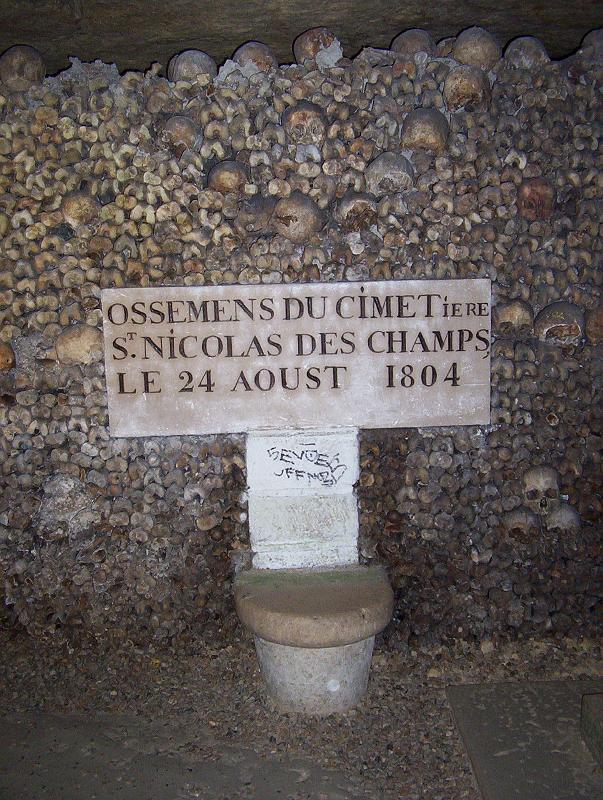 OSSEMENS DU CIMETIERE
ST. NICOLAS DES CHAMPS,
LE 24 AOUST 1804